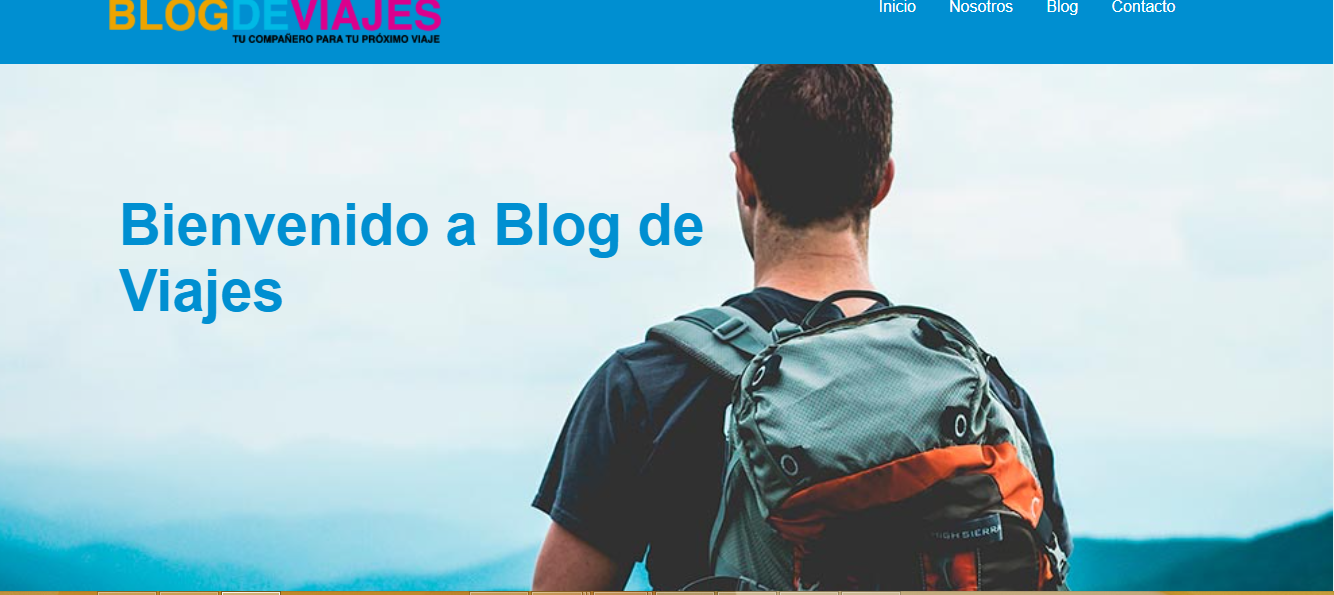 BLOGDEVIAJES
TU COMPAÑERO PARA TU PRÓXIMO VIAJE
Inicio Nosotros Blog Contacto
Bienvenido a Blog de
Viajes
HIGH SIERRA